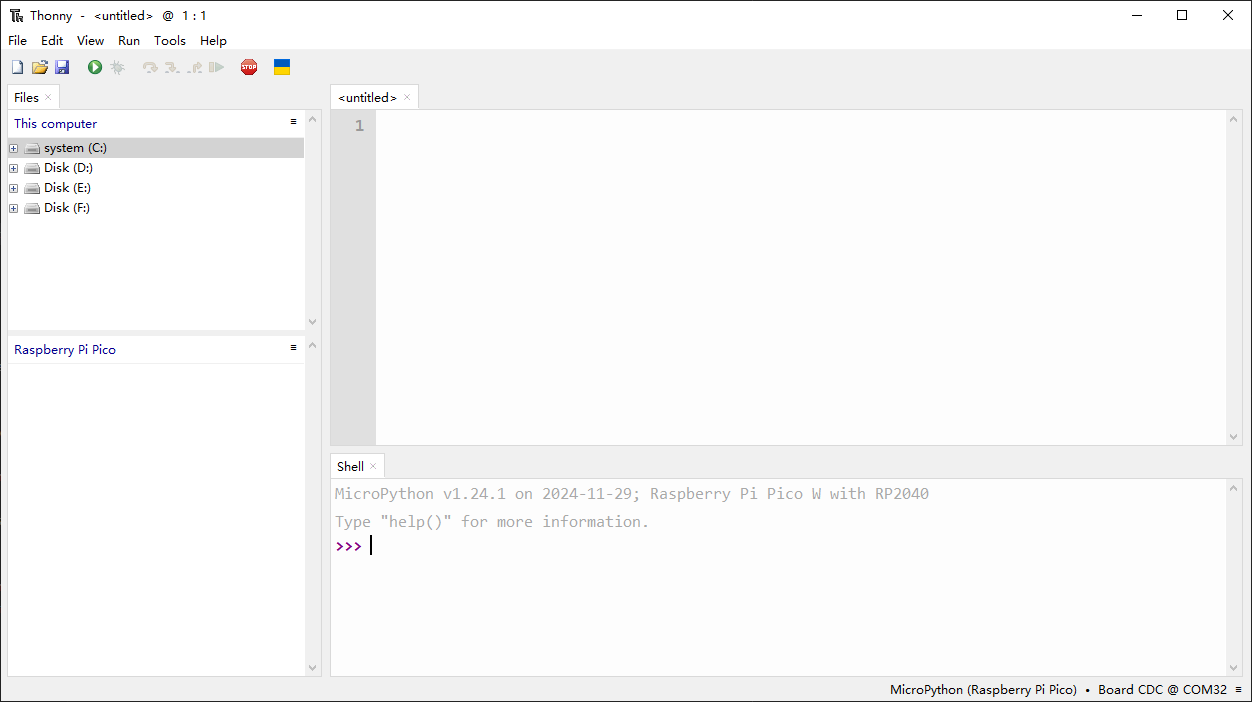 Thonny - <untitled> @ 1 : 1
File Edit View Run Tools Help
STOP
Files
This computer
system (C:)
Disk (D:)
Disk (E:)
Disk (F:)
Raspberry Pi Pico
<untitled>
1
Shell
MicroPython v1.24.1 on 2024-11-29; Raspberry Pi Pico W with RP2040
Type "help()" for more information.
>>>
MicroPython (Raspberry Pi Pico) • Board CDC @ COM32